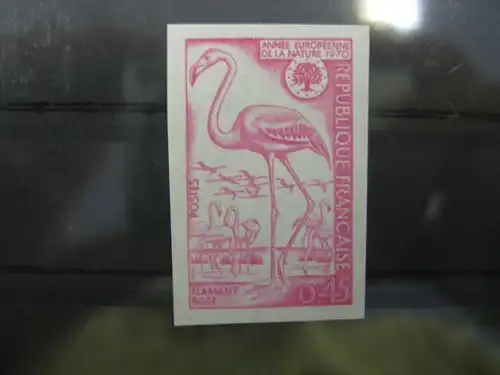 ANNÉE EUROPÉENNE
DE LA NATURE 1970
RÉPUBLIQUE FRANÇAISE
POSTES
FLAMANT
ROSE
0,45